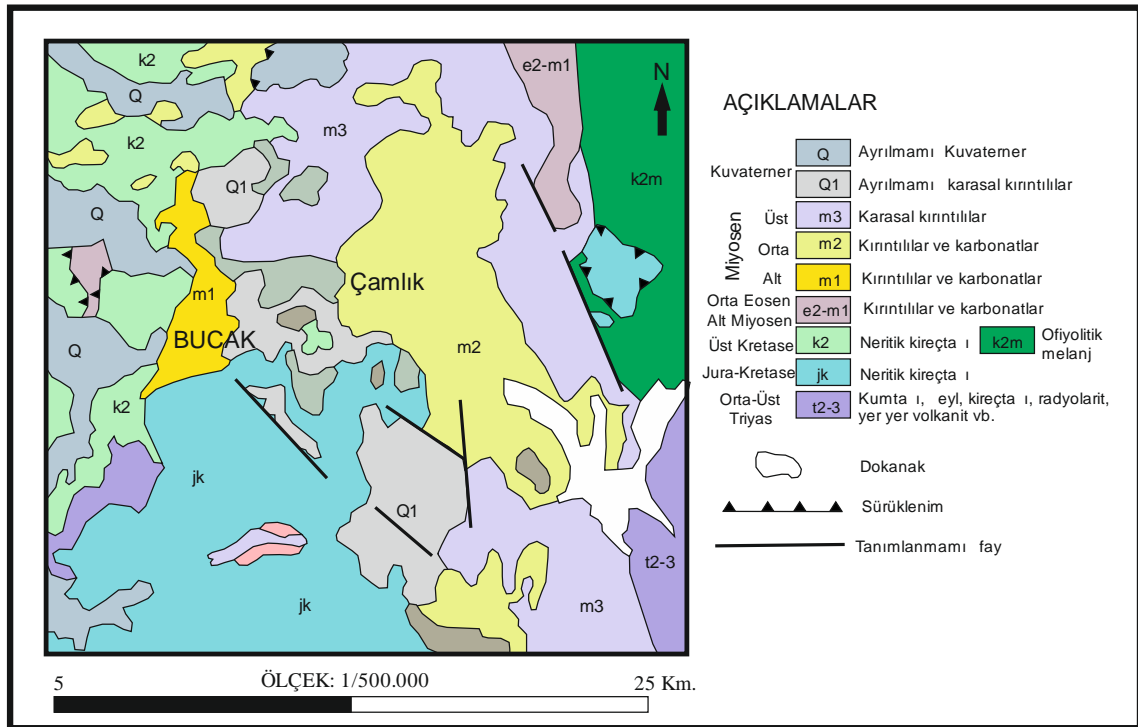 k2
e2-m1
N
Q
m3
k2
Q1
k2m
Q
Çamlık
m1
BUCAK
m2
Q
k2
jk
Q1
t2-3
jk
m3
5
ÖLÇEK: 1/500.000
25 Km.
AÇIKLAMALAR
Kuvaterner
Q Ayrılmamı Kuvaterner
Q1 Ayrılmamı karasal kırıntılılar
Miyosen
Üst m3 Karasal kırıntılılar
Orta m2 Kırıntılılar ve karbonatlar
Alt m1 Kırıntılılar ve karbonatlar
Orta Eosen
Alt Miyosen
e2-m1 Kırıntılılar ve karbonatlar
Üst Kretase k2 Neritik kireçta ı
k2m Ofiyolitik
melanj
Jura-Kretase jk Neritik kireçta ı
Orta-Üst
Triyas
t2-3 Kumta ı, eyl, kireçta ı, radyolarit,
yer yer volkanit vb.
Dokanak
Sürüklenim
Tanımlanmamı fay